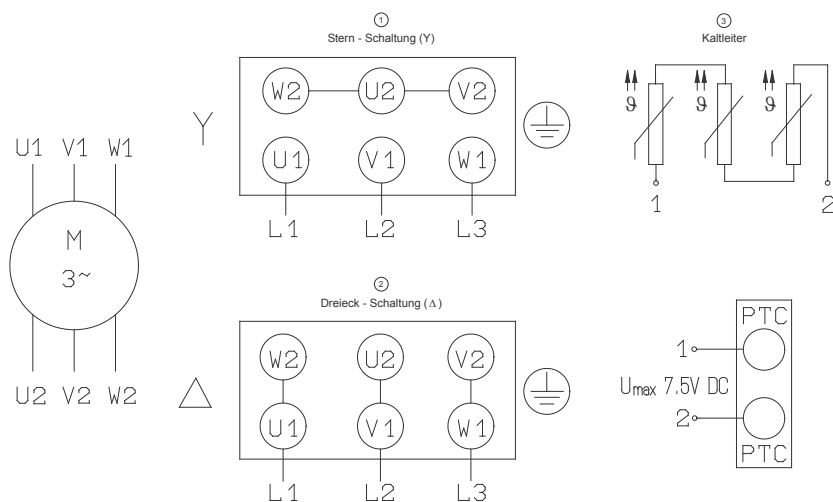 ①
Stern - Schaltung (Y)
W2 U2 V2
U1 V1 W1
L1 L2 L3
Y
U1 V1 W1
M
3~
U2 V2 W2
②
Dreieck - Schaltung (Δ)
W2 U2 V2
U1 V1 W1
L1 L2 L3
Δ
③
Kaltleiter
ϑ ϑ ϑ
1 2
PTC
1
Umax 7,5V DC
2
PTC